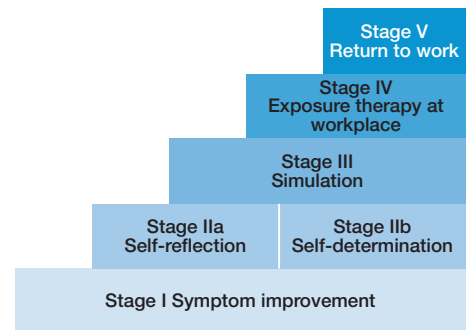 Stage V
Return to work
Stage IV
Exposure therapy at
workplace
Stage III
Simulation
Stage IIa
Self-reflection
Stage IIb
Self-determination
Stage I Symptom improvement